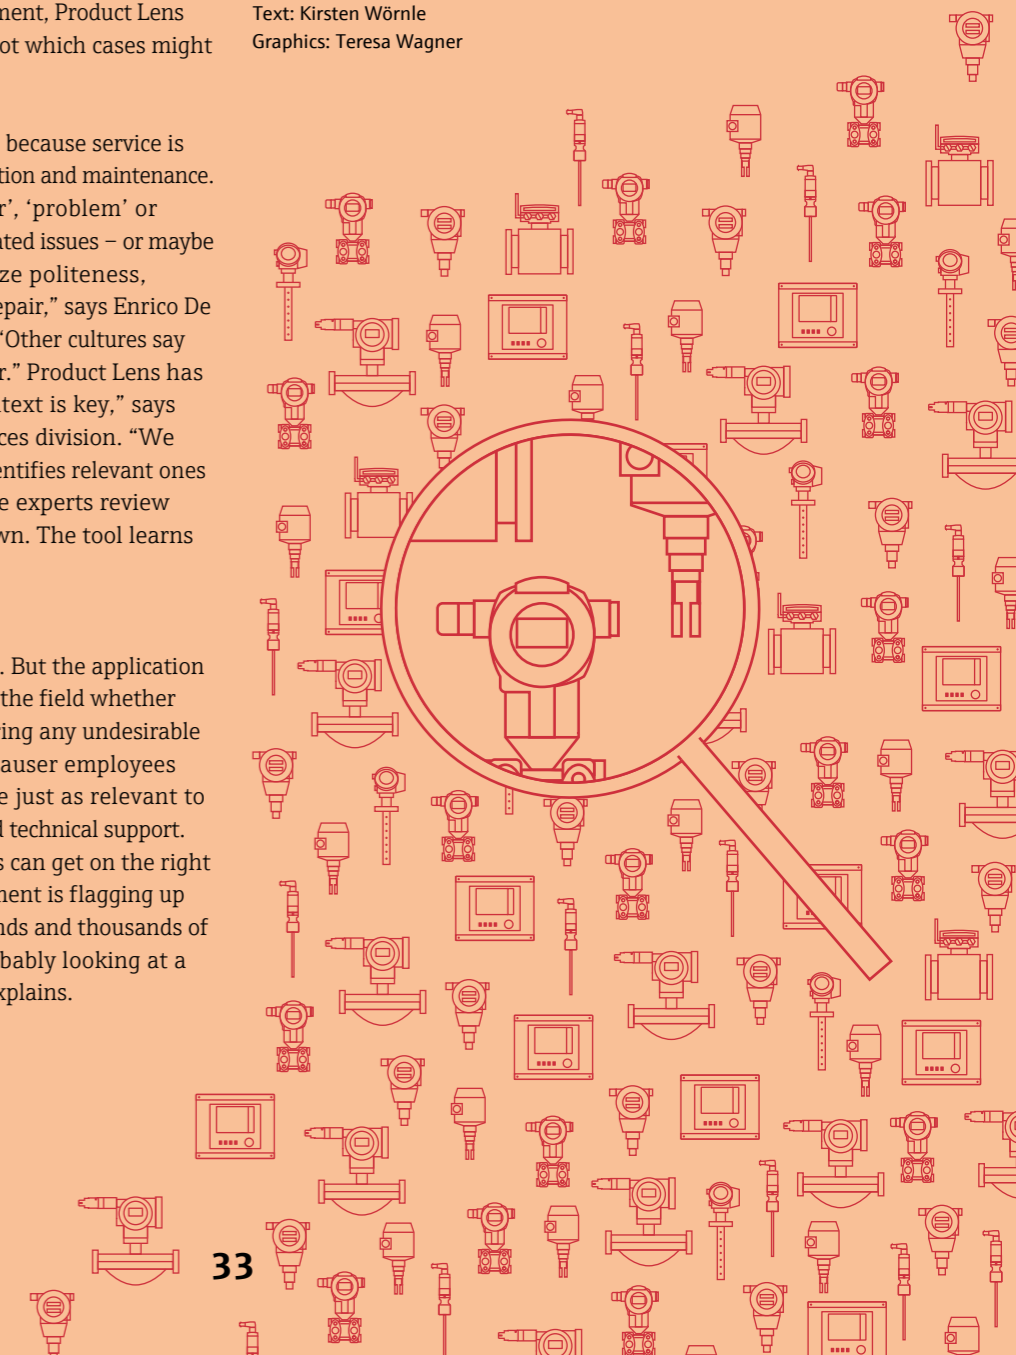 ment, Product Lens
ot which cases might
because service is
tion and maintenance.
r’, ‘problem’ or
ated issues – or maybe
ze politeness,
epair,” says Enrico De
“Other cultures say
r.” Product Lens has
text is key,” says
ces division. “We
entifies relevant ones
e experts review
wn. The tool learns
. But the application
the field whether
ring any undesirable
auser employees
e just as relevant to
d technical support.
s can get on the right
ment is flagging up
nds and thousands of
bably looking at a
xplains.
Text: Kirsten Wörnle
Graphics: Teresa Wagner
33